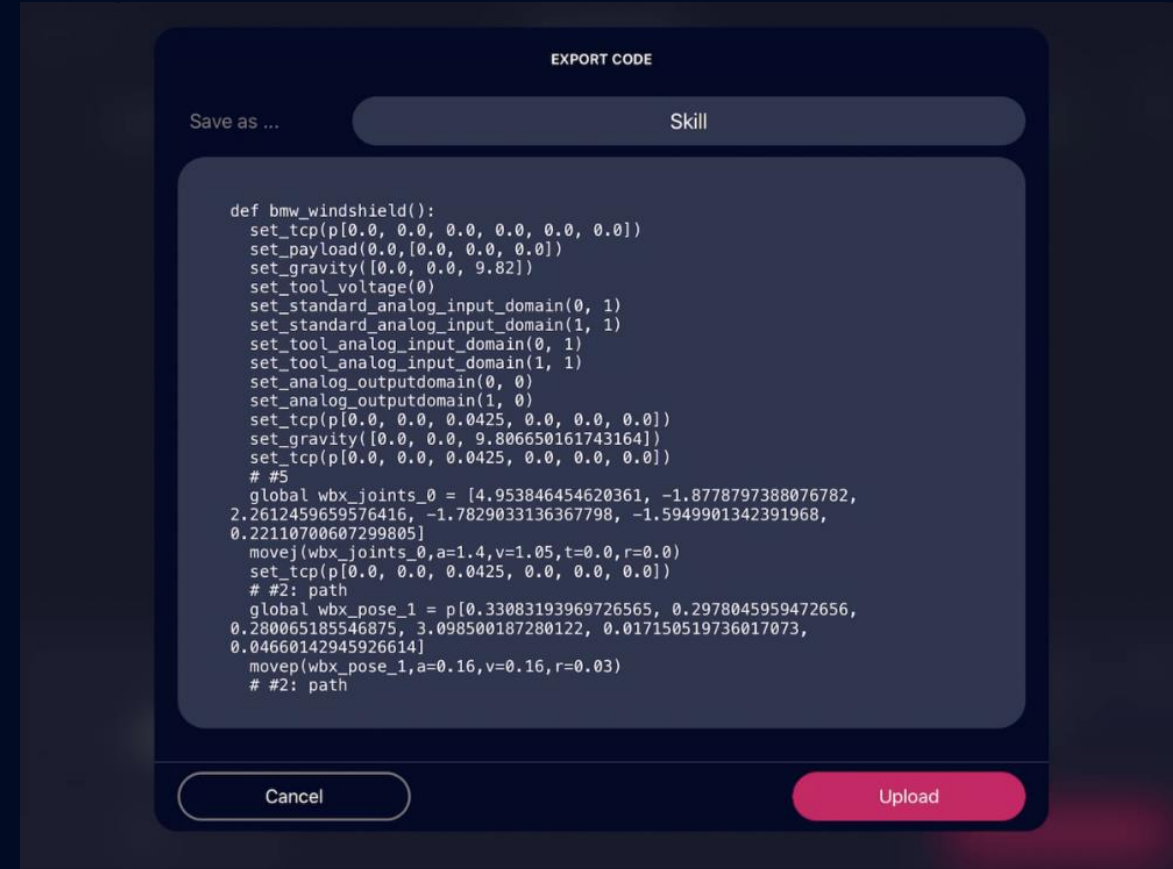 EXPORT CODE
Save as ...
Skill
def bmw_windshield():
set_tcp(p[0.0, 0.0, 0.0, 0.0, 0.0, 0.0])
set_payload(0.0,[0.0, 0.0, 0.0])
set_gravity([0.0, 0.0, 9.82])
set_tool_voltage(0)
set_standard_analog_input_domain(0, 1)
set_standard_analog_input_domain(1, 1)
set_tool_analog_input_domain(0, 1)
set_tool_analog_input_domain(1, 1)
set_analog_outputdomain(0, 0)
set_analog_outputdomain(1, 0)
set_tcp(p[0.0, 0.0, 0.0425, 0.0, 0.0, 0.0])
set_gravity([0.0, 0.0, 9.806650161743164])
set_tcp(p[0.0, 0.0, 0.0425, 0.0, 0.0, 0.0])
# #5
global wbx_joints_0 = [4.953846454620361, -1.8778797388076782,
2.2612459659576416, -1.7829033136367798, -1.5949901342391968,
0.22110700607299805]
movej(wbx_joints_0,a=1.4,v=1.05,t=0.0,r=0.0)
set_tcp(p[0.0, 0.0, 0.0425, 0.0, 0.0, 0.0])
# #2: path
global wbx_pose_1 = p[0.33083193969726565, 0.2978045959472656,
0.280065185546875, 3.098500187280122, 0.017150519736017073,
0.04660142945926614]
movep(wbx_pose_1,a=0.16,v=0.16,r=0.03)
# #2: path
Cancel
Upload